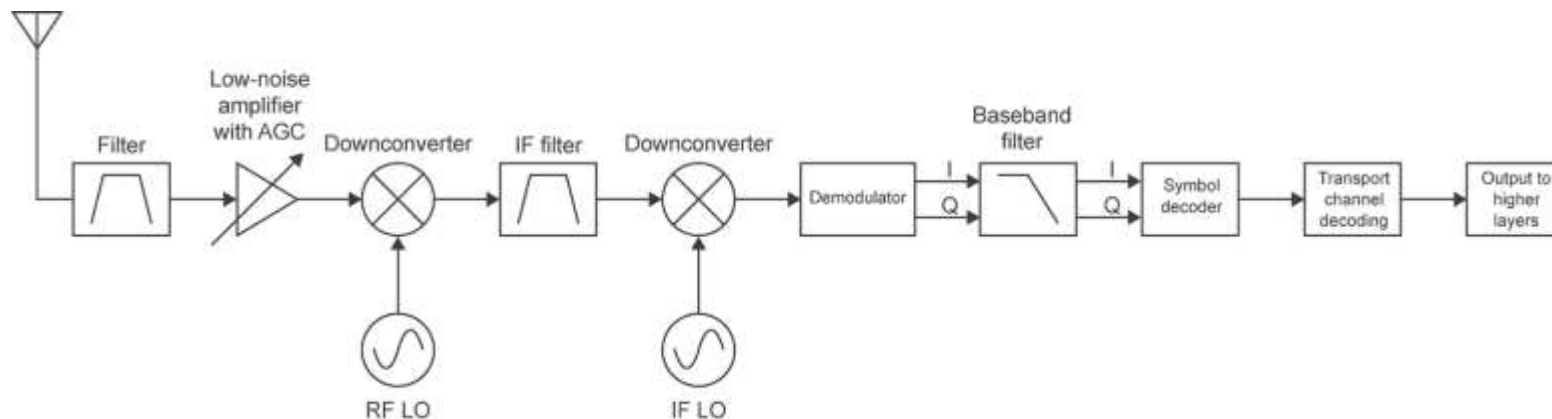 Filter
Low-noise
amplifier
with AGC
Downconverter
RF LO
IF filter
Downconverter
IF LO
Demodulator
I
Q
Baseband
filter
I
Q
Symbol
decoder
Transport
channel
decoding
Output to
higher
layers